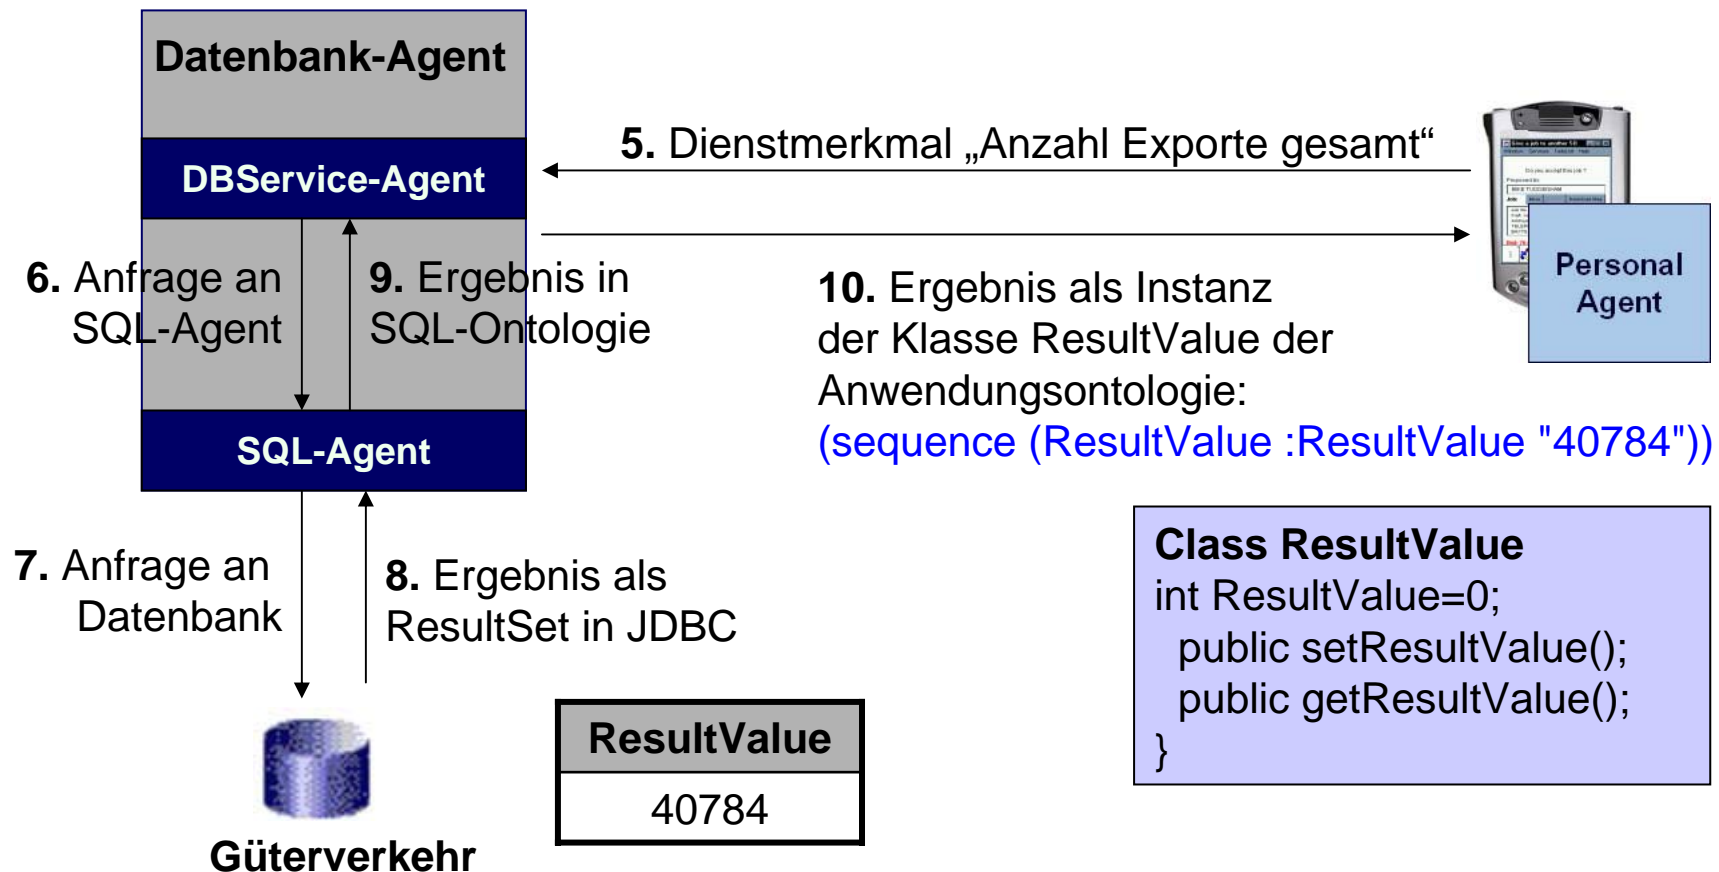 Datenbank-Agent
DBService-Agent
5. Dienstmerkmal „Anzahl Exporte gesamt“
6. Anfrage an
SQL-Agent
9. Ergebnis in
SQL-Ontologie
SQL-Agent
10. Ergebnis als Instanz
der Klasse ResultValue der
Anwendungsontologie:
(sequence (ResultValue :ResultValue "40784"))
Personal
Agent
7. Anfrage an
Datenbank
8. Ergebnis als
ResultSet in JDBC
Güterverkehr
ResultValue
40784
Class ResultValue
int ResultValue=0;
public setResultValue();
public getResultValue();
}